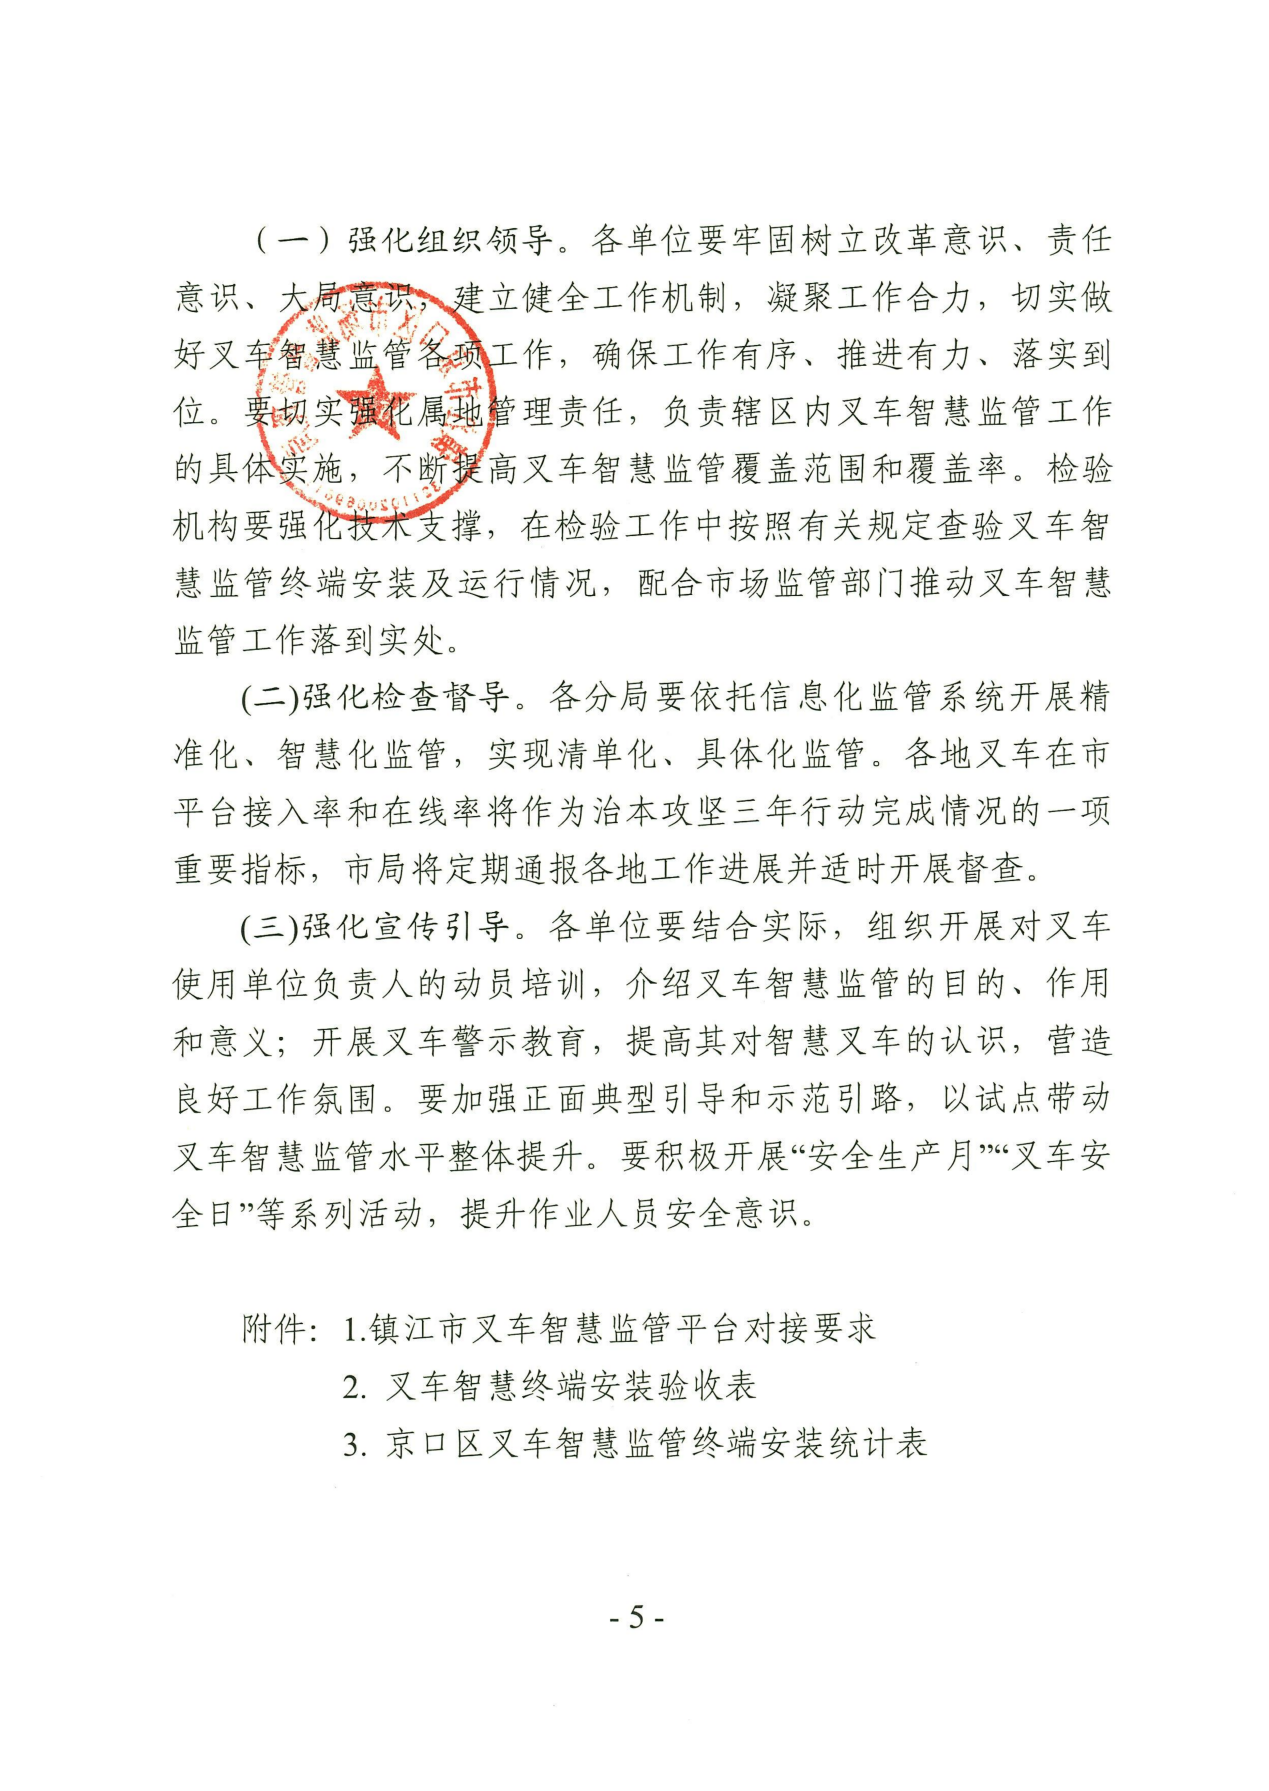 （一）强化组织领导。各单位要牢固树立改革意识、责任
意识、大局意识，建立健全工作机制，凝聚工作合力，切实做
好叉车智慧监管各项工作，确保工作有序、推进有力、落实到
位。要切实强化属地管理责任，负责辖区内叉车智慧监管工作
的具体实施，不断提高叉车智慧监管覆盖范围和覆盖率。检验
机构要强化技术支撑，在检验工作中按照有关规定查验叉车智
慧监管终端安装及运行情况，配合市场监管部门推动叉车智慧
监管工作落到实处。
(二)强化检查督导。各分局要依托信息化监管系统开展精
准化、智慧化监管，实现清单化、具体化监管。各地叉车在市
平台接入率和在线率将作为治本攻坚三年行动完成情况的一项
重要指标，市局将定期通报各地工作进展并适时开展督查。
(三)强化宣传引导。各单位要结合实际，组织开展对叉车
使用单位负责人的动员培训，介绍叉车智慧监管的目的、作用
和意义；开展叉车警示教育，提高其对智慧叉车的认识，营造
良好工作氛围。要加强正面典型引导和示范引路，以试点带动
叉车智慧监管水平整体提升。要积极开展“安全生产月”“叉车安
全日”等系列活动，提升作业人员安全意识。
附件：1.镇江市叉车智慧监管平台对接要求
2. 叉车智慧终端安装验收表
3. 京口区叉车智慧监管终端安装统计表
- 5 -